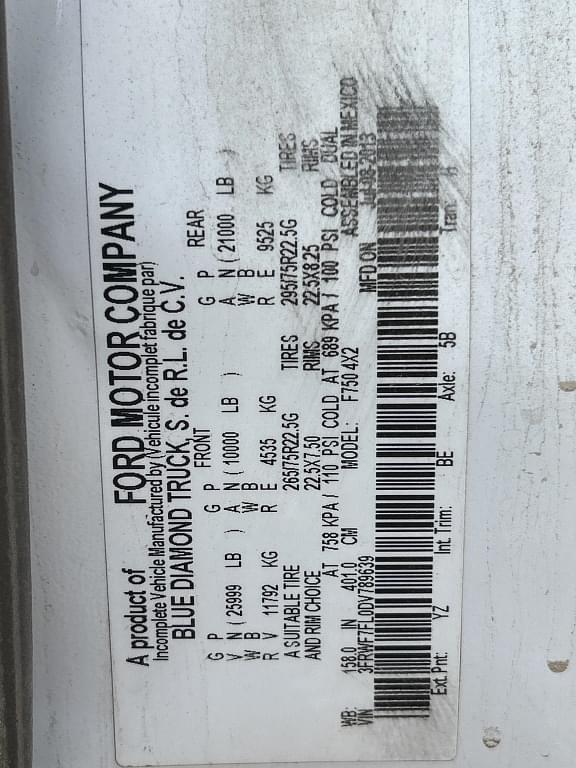 A product of FORD MOTOR COMPANY
Incomplete Vehicle Manufactured by (Vehicule incomplet fabrique par)
BLUE DIAMOND TRUCK, S. de R.L. de C.V.
FRONT REAR
G P G P G P
V N ( 25999 LB ) A N ( 10000 LB ) A N ( 21000 LB )
W B W B W B
R V 11792 KG R E 4535 KG R E 9525 KG
A SUITABLE TIRE 265/75R22.5G TIRES 295/75R22.5G TIRES
AND RIM CHOICE 22.5X7.50 RIMS 22.5X8.25 RIMS
AT 758 KPA / 110 PSI COLD AT 689 KPA / 100 PSI COLD DUAL
WB: 158.0 IN 401.0 CM MODEL: F750 4X2 ASSEMBLED IN MEXICO
VIN 3FRWF7FL0DV789639 MFD ON
Ext. Pnt: YZ Int. Trim: BE Axle: 5B Tran: